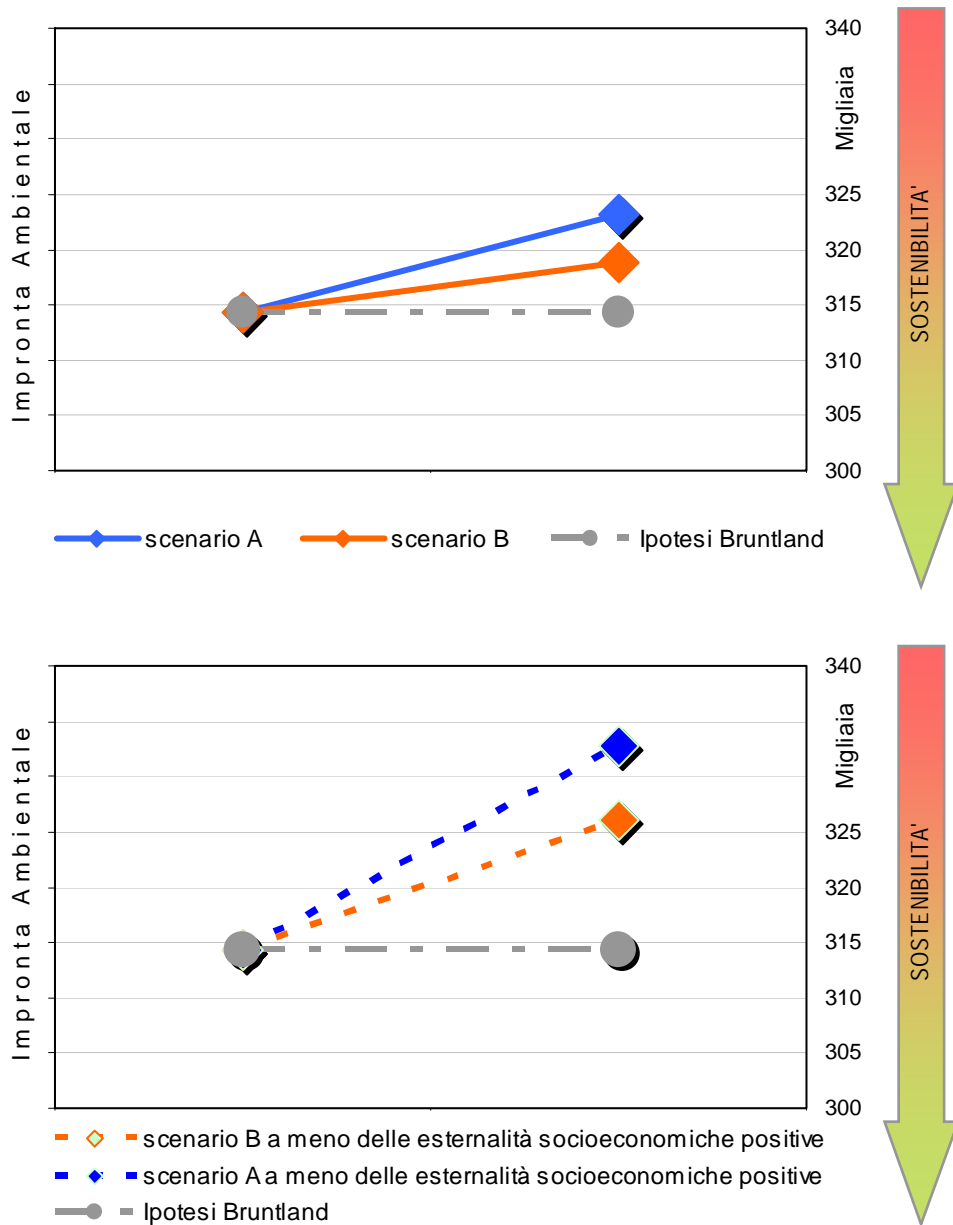 340
Migliaia
325
320
315
310
305
300
Impronta Ambientale
SOSTENIBILITA'
scenario A
scenario B
Ipotesi Bruntland
340
Migliaia
325
320
315
310
305
300
Impronta Ambientale
SOSTENIBILITA'
scenario B a meno delle esternalità socioeconomiche positive
scenario A a meno delle esternalità socioeconomiche positive
Ipotesi Bruntland